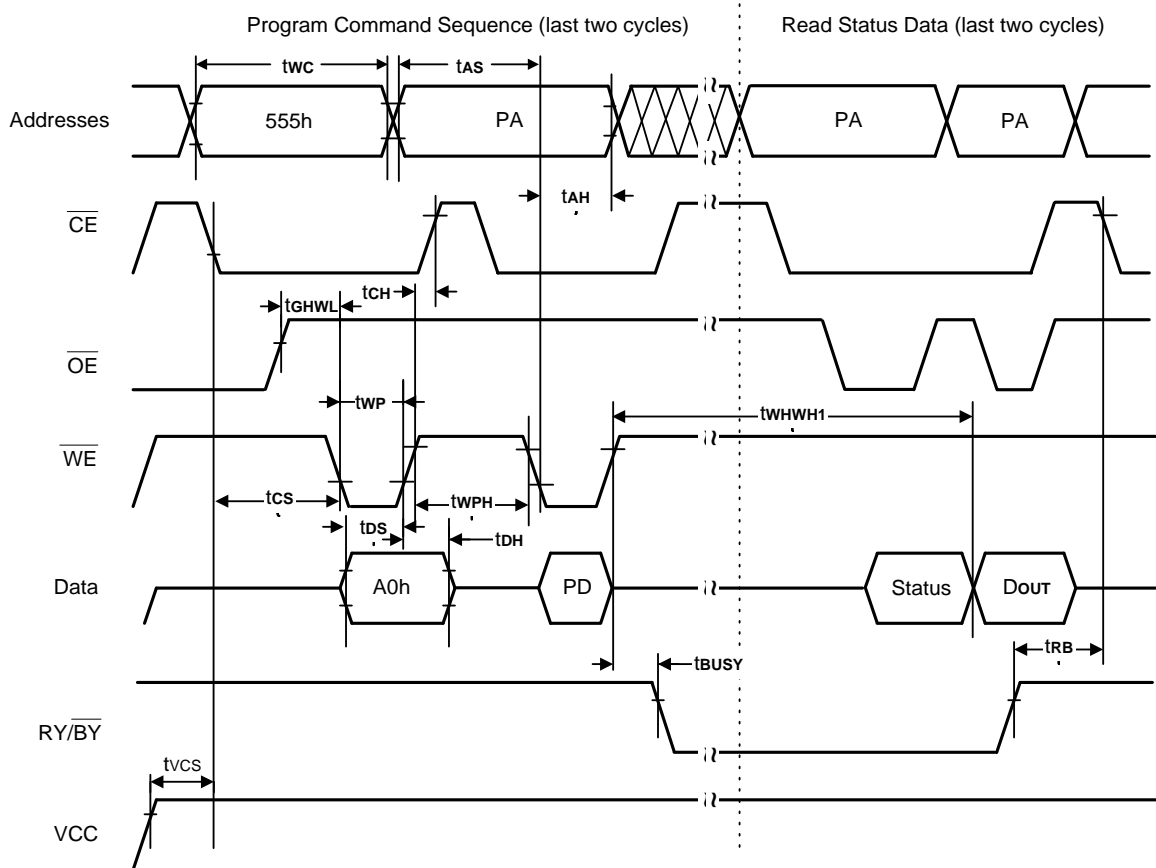 Program Command Sequence (last two cycles)
Read Status Data (last two cycles)
tWC
tAS
Addresses
555h
PA
PA
PA
tAH
CE
tCH
tGHWL
OE
tWP
tWHWH1
WE
tCS
tWPH
tDS
tDH
Data
A0h
PD
Status
DOUT
tBUSY
tRB
RY/BY
tVCS
VCC